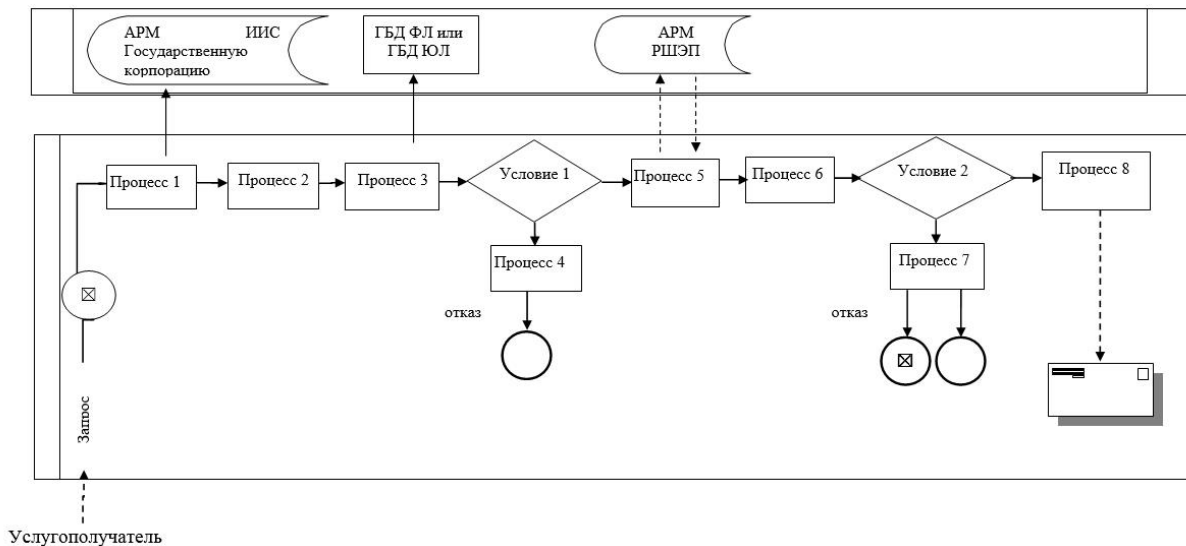 АРМ ИИС
Государственную
корпорацию
ГБД ФЛ или
ГБД ЮЛ
АРМ
РШЭП
Процесс 1
Процесс 2
Процесс 3
Условие 1
Процесс 5
Процесс 6
Условие 2
Процесс 8
Процесс 4
Процесс 7
отказ
отказ
Запрос
Услугополучатель